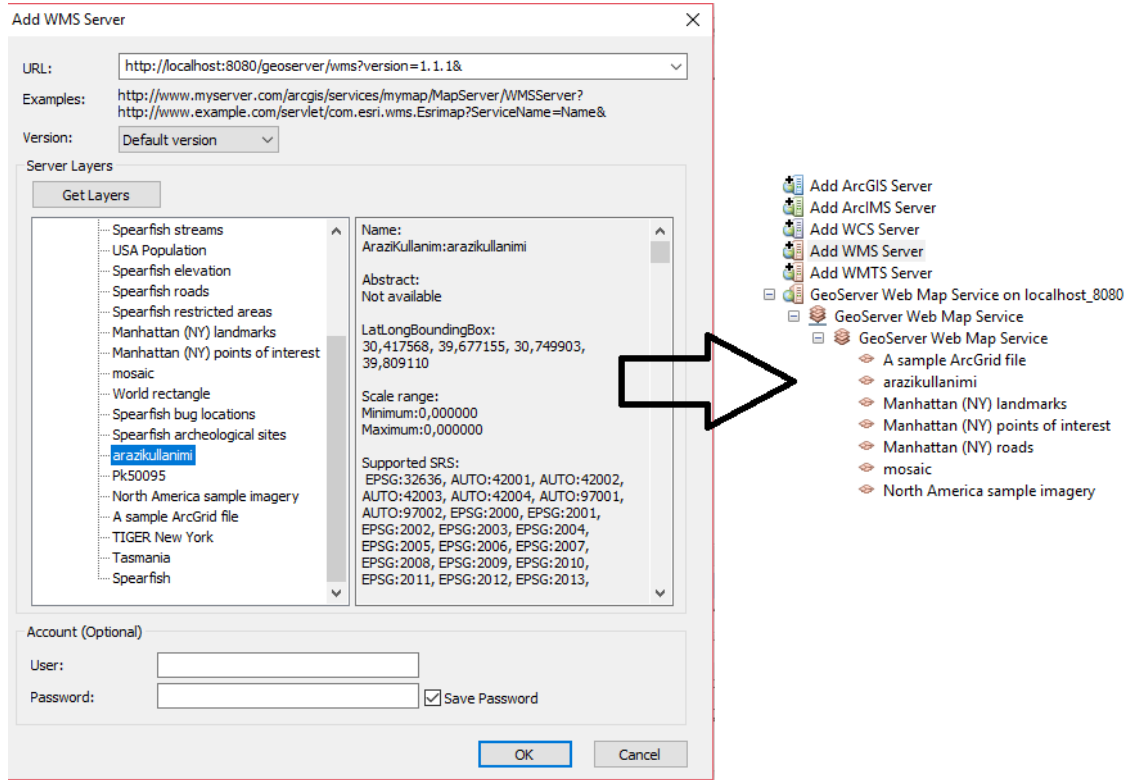 Add WMS Server
URL:
http://localhost:8080/geoserver/wms?version=1.1.1&
Examples:
http://www.myserver.com/arcgis/services/mymap/MapServer/WMSServer?
http://www.example.com/servlet/com.esri.wms.Esrimap?ServiceName=Name&
Version:
Default version
Server Layers
Get Layers
Spearfish streams
USA Population
Spearfish elevation
Spearfish roads
Spearfish restricted areas
Manhattan (NY) landmarks
Manhattan (NY) points of interest
mosaic
World rectangle
Spearfish bug locations
Spearfish archeological sites
arazikullanimi
Pk50095
North America sample imagery
A sample ArcGrid file
TIGER New York
Tasmania
Spearfish
Name:
AraziKullanim:arazikullanimi
Abstract:
Not available
LatLongBoundingBox:
30,417568, 39,677155, 30,749903,
39,809110
Scale range:
Minimum:0,000000
Maximum:0,000000
Supported SRS:
EPSG:32636, AUTO:42001, AUTO:42002,
AUTO:42003, AUTO:42004, AUTO:97001,
AUTO:97002, EPSG:2000, EPSG:2001,
EPSG:2002, EPSG:2003, EPSG:2004,
EPSG:2005, EPSG:2006, EPSG:2007,
EPSG:2008, EPSG:2009, EPSG:2010,
EPSG:2011, EPSG:2012, EPSG:2013,
Account (Optional)
User:
Password:
Save Password
OK
Cancel
Add ArcGIS Server
Add ArcIMS Server
Add WCS Server
Add WMS Server
Add WMTS Server
GeoServer Web Map Service on localhost_8080
GeoServer Web Map Service
GeoServer Web Map Service
A sample ArcGrid file
arazikullanimi
Manhattan (NY) landmarks
Manhattan (NY) points of interest
Manhattan (NY) roads
mosaic
North America sample imagery